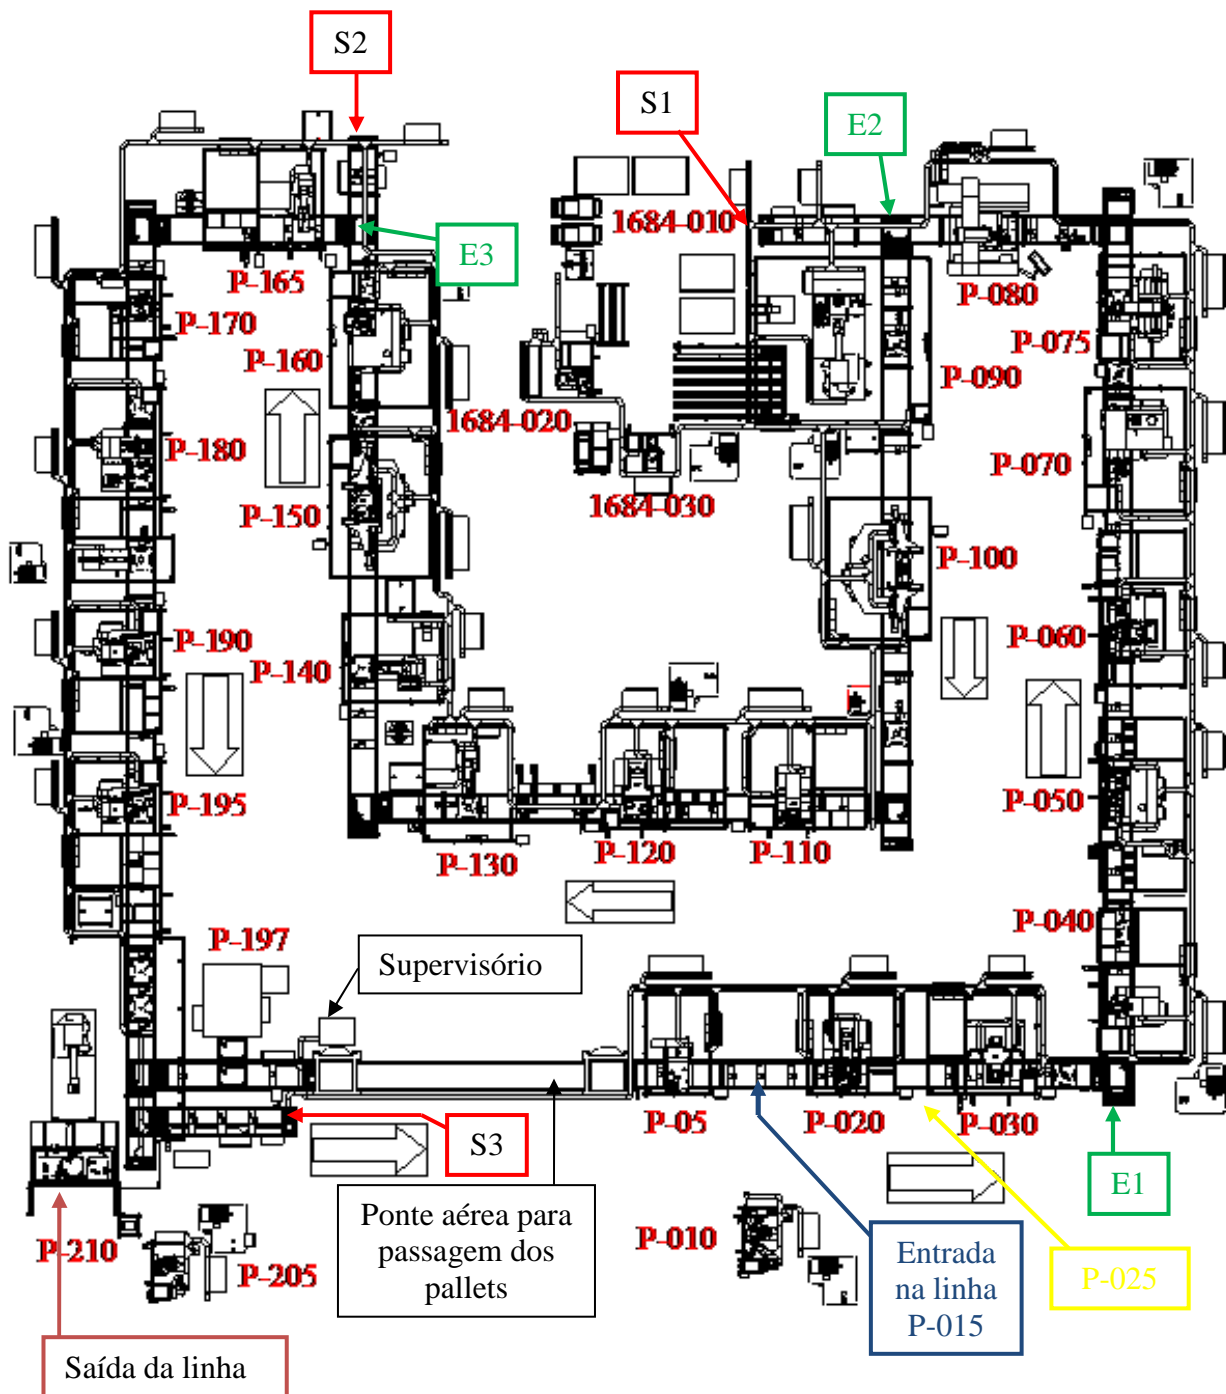 S2
S1
E2
1684-010
E3
P-165
P-080
P-170
P-075
P-160
P-090
1684-020
P-180
P-070
P-150
1684-030
P-100
P-190
P-060
P-140
P-195
P-050
P-130
P-120
P-110
P-040
P-197
Supervisório
P-05
P-020
P-030
S3
E1
Ponte aérea para
passagem dos
pallets
P-210
P-205
P-010
Entrada
na linha
P-015
P-025
Saída da linha